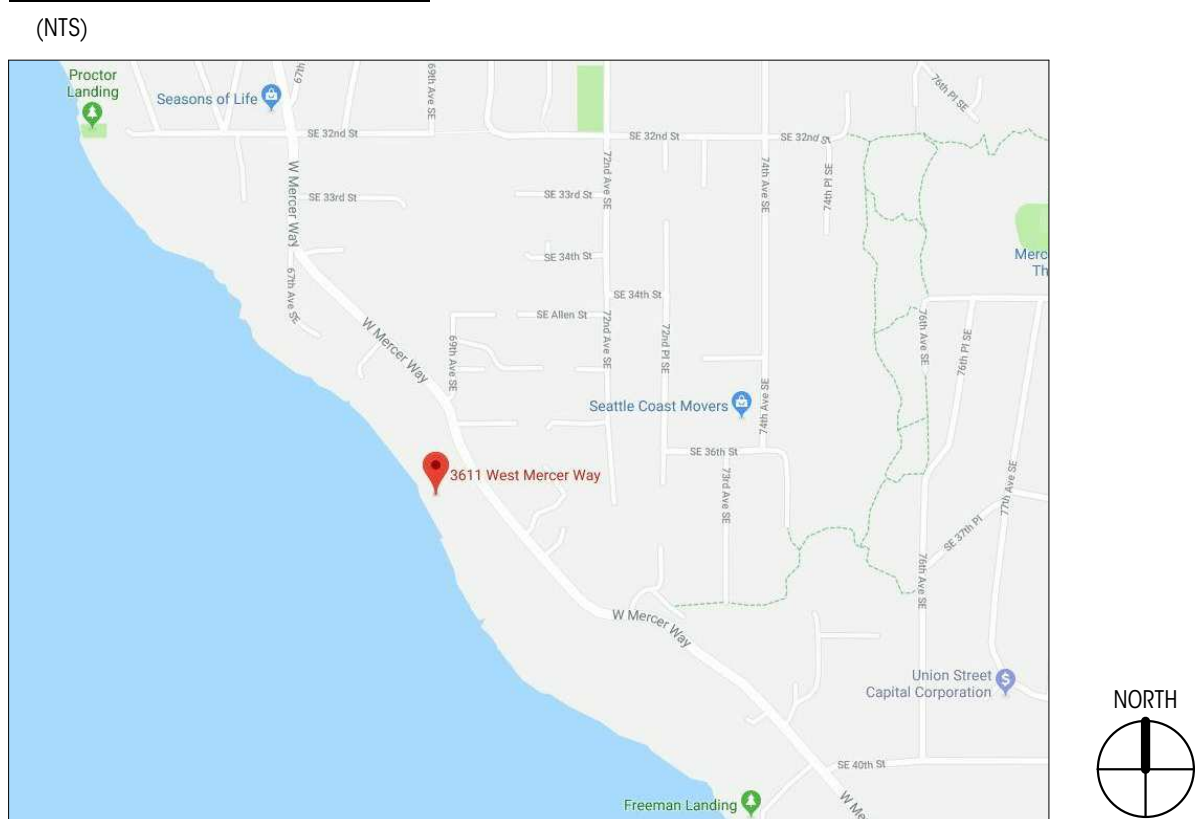 (NTS)
Proctor
Landing
Seasons of Life
67th
69th Ave SE
76th Pl SE
SE 32nd St
SE 32nd St
SE 32nd St
W Mercer Way
SE 33rd St
SE 33rd St
72nd Ave SE
74th Ave SE
74th Pl SE
SE 34th St
Merc
Th
67th Ave SE
SE 34th St
SE Allen St
W Mercer Way
69th Ave SE
72nd Ave SE
72nd Pl SE
76th Ave SE
76th Pl SE
Seattle Coast Movers
74th Ave SE
SE 36th St
3611 West Mercer Way
73rd Ave SE
77th Ave SE
SE 37th Pl
76th Ave SE
W Mercer Way
Union Street
Capital Corporation
NORTH
SE 40th St
Freeman Landing
W Me